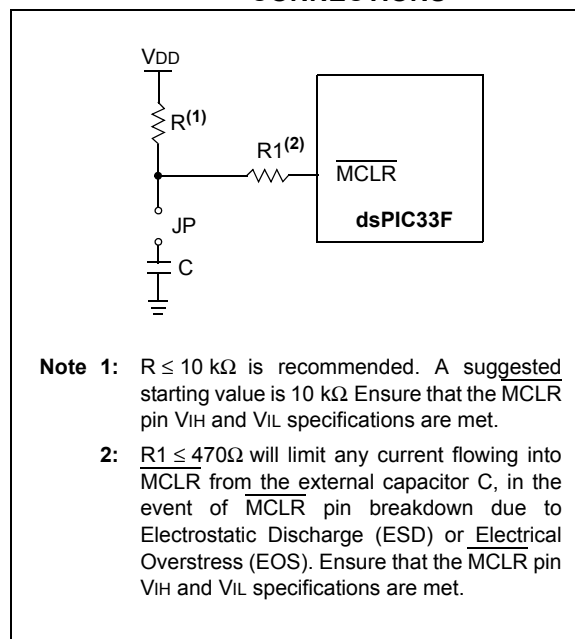 VDD
R(1)
R1(2)
MCLR
dsPIC33F
JP
C
Note 1: R ≤ 10 kΩ is recommended. A suggested
starting value is 10 kΩ Ensure that the MCLR
pin VIH and VIL specifications are met.
2: R1 ≤ 470Ω will limit any current flowing into
MCLR from the external capacitor C, in the
event of MCLR pin breakdown due to
Electrostatic Discharge (ESD) or Electrical
Overstress (EOS). Ensure that the MCLR pin
VIH and VIL specifications are met.